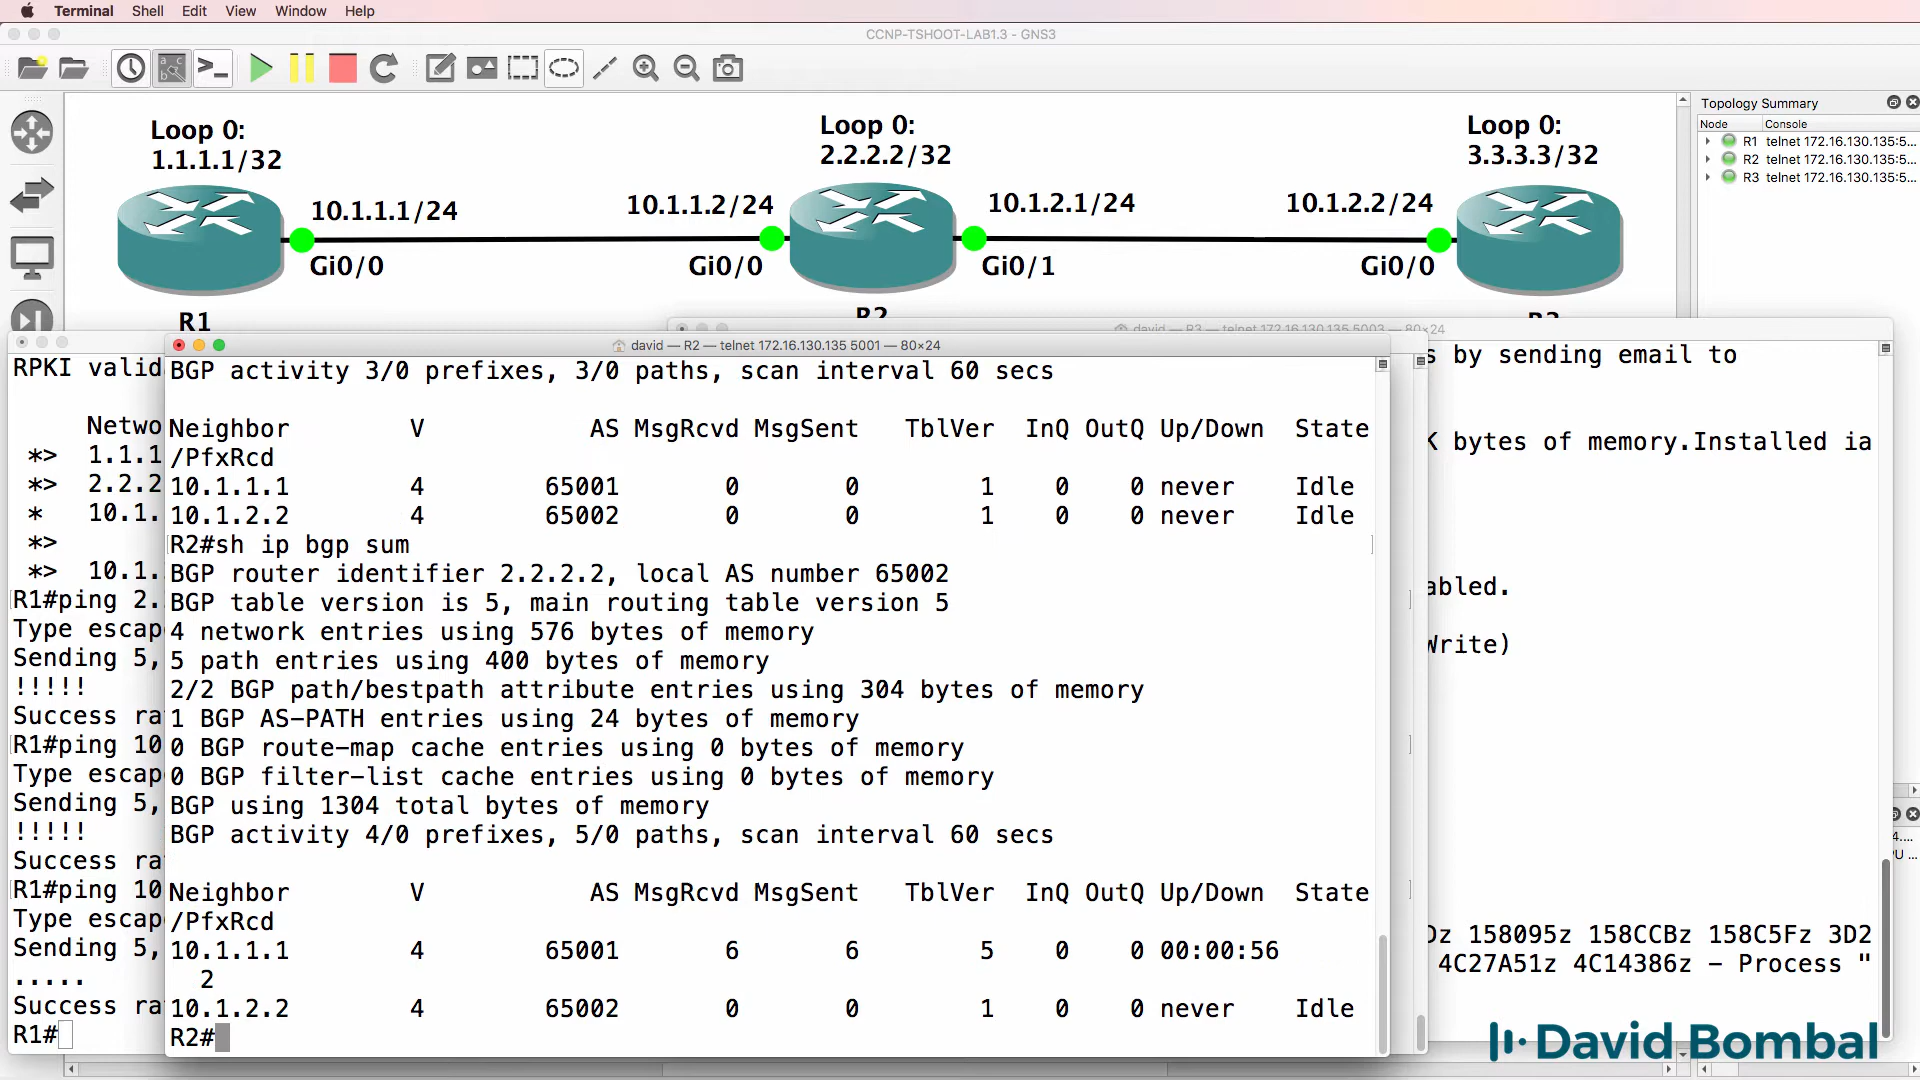 Terminal Shell Edit View Window Help
CCNP-TSHOOT-LAB1.3 - GNS3
Topology Summary
Node Console
R1 telnet 172.16.130.135:5...
R2 telnet 172.16.130.135:5...
R3 telnet 172.16.130.135:5...
Loop 0:
1.1.1.1/32
Loop 0:
2.2.2.2/32
Loop 0:
3.3.3.3/32
10.1.1.1/24
10.1.1.2/24
10.1.2.1/24
10.1.2.2/24
Gi0/0
Gi0/0
Gi0/1
Gi0/0
R1
R2
david — R3 — telnet 172.16.130.135 5003 — 80×24
s by sending email to
K bytes of memory.Installed ia
abled.
Write)
Dz 158095z 158CCBz 158C5Fz 3D2
4C27A51z 4C14386z - Process "
RPKI valid
Netwo
*> 1.1.1
*> 2.2.2
* 10.1.
*>
*> 10.1.
R1#ping 2.
Type escape
Sending 5,
!!!!!
Success ra
R1#ping 10
Type escape
Sending 5,
!!!!!
Success ra
R1#ping 10
Type escape
Sending 5,
.....
Success ra
R1#
david — R2 — telnet 172.16.130.135 5001 — 80×24
BGP activity 3/0 prefixes, 3/0 paths, scan interval 60 secs
Neighbor V AS MsgRcvd MsgSent TblVer InQ OutQ Up/Down State
/PfxRcd
10.1.1.1 4 65001 0 0 1 0 0 never Idle
10.1.2.2 4 65002 0 0 1 0 0 never Idle
R2#sh ip bgp sum
BGP router identifier 2.2.2.2, local AS number 65002
BGP table version is 5, main routing table version 5
4 network entries using 576 bytes of memory
5 path entries using 400 bytes of memory
2/2 BGP path/bestpath attribute entries using 304 bytes of memory
1 BGP AS-PATH entries using 24 bytes of memory
0 BGP route-map cache entries using 0 bytes of memory
0 BGP filter-list cache entries using 0 bytes of memory
BGP using 1304 total bytes of memory
BGP activity 4/0 prefixes, 5/0 paths, scan interval 60 secs
Neighbor V AS MsgRcvd MsgSent TblVer InQ OutQ Up/Down State
/PfxRcd
10.1.1.1 4 65001 6 6 5 0 0 00:00:56
2
10.1.2.2 4 65002 0 0 1 0 0 never Idle
R2#
David Bombal